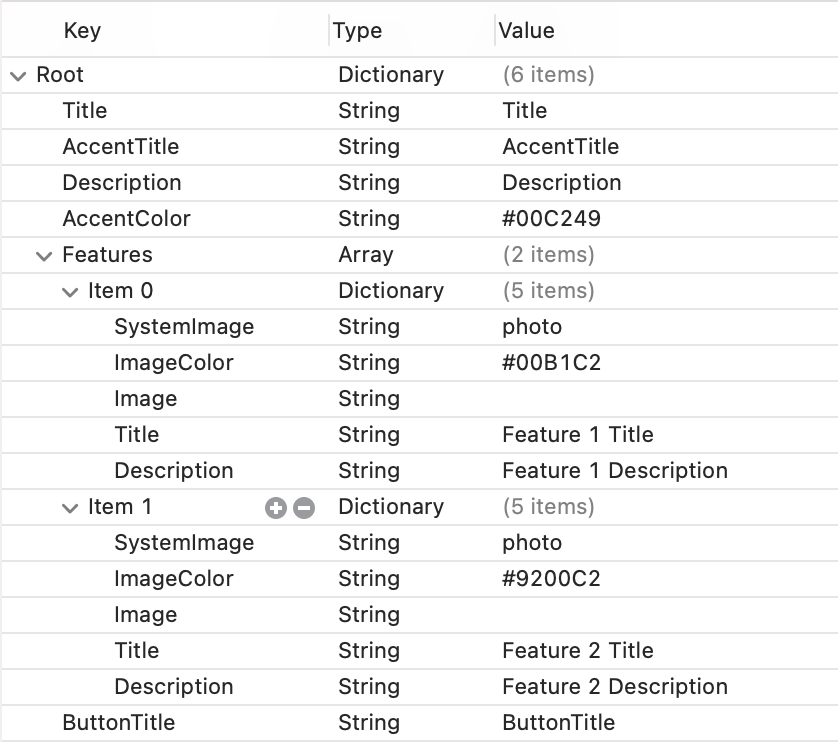 Key Type Value
Root Dictionary (6 items)
Title String Title
AccentTitle String AccentTitle
Description String Description
AccentColor String #00C249
Features Array (2 items)
Item 0 Dictionary (5 items)
SystemImage String photo
ImageColor String #00B1C2
Image String
Title String Feature 1 Title
Description String Feature 1 Description
Item 1 Dictionary (5 items)
SystemImage String photo
ImageColor String #9200C2
Image String
Title String Feature 2 Title
Description String Feature 2 Description
ButtonTitle String ButtonTitle